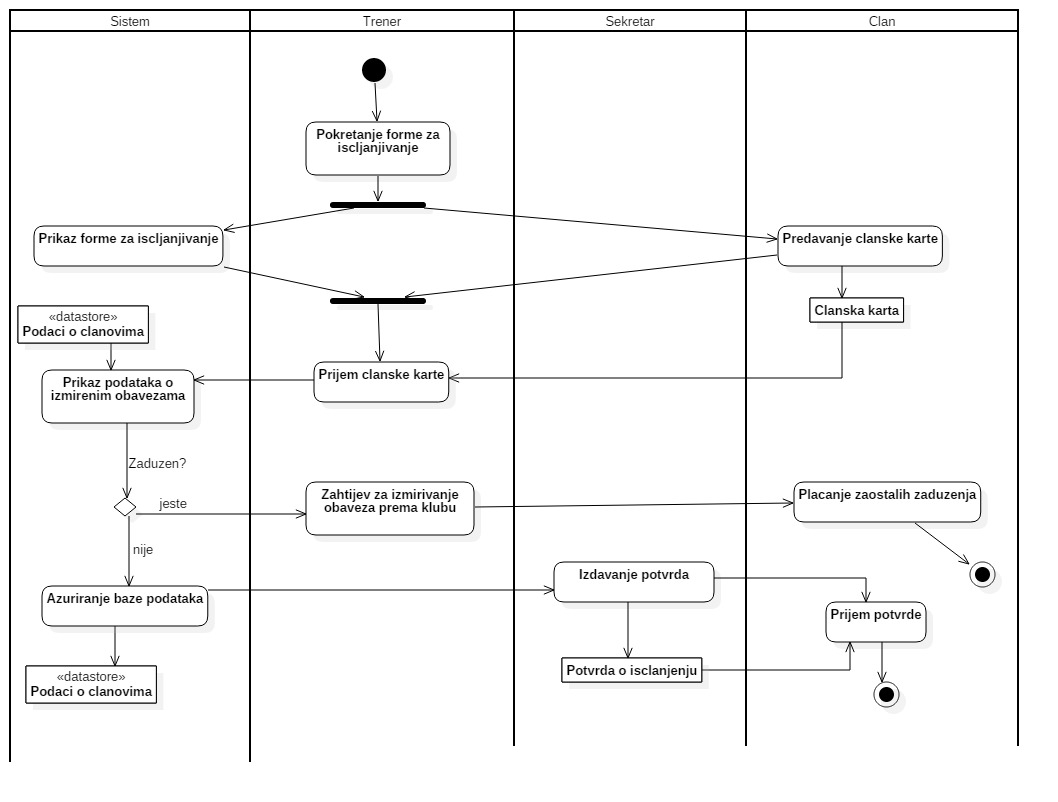 Sistem
Trener
Sekretar
Clan
Pokretanje forme za
iscljanjivanje
Prikaz forme za iscljanjivanje
Predavanje clanske karte
«datastore»
Podaci o clanovima
Clanska karta
Prikaz podataka o
izmirenim obavezama
Prijem clanske karte
Zaduzen?
jeste
Zahtijev za izmirivanje
obaveza prema klubu
Placanje zaostalih zaduzenja
nije
Azuriranje baze podataka
Izdavanje potvrda
Prijem potvrde
«datastore»
Podaci o clanovima
Potvrda o isclanjenju